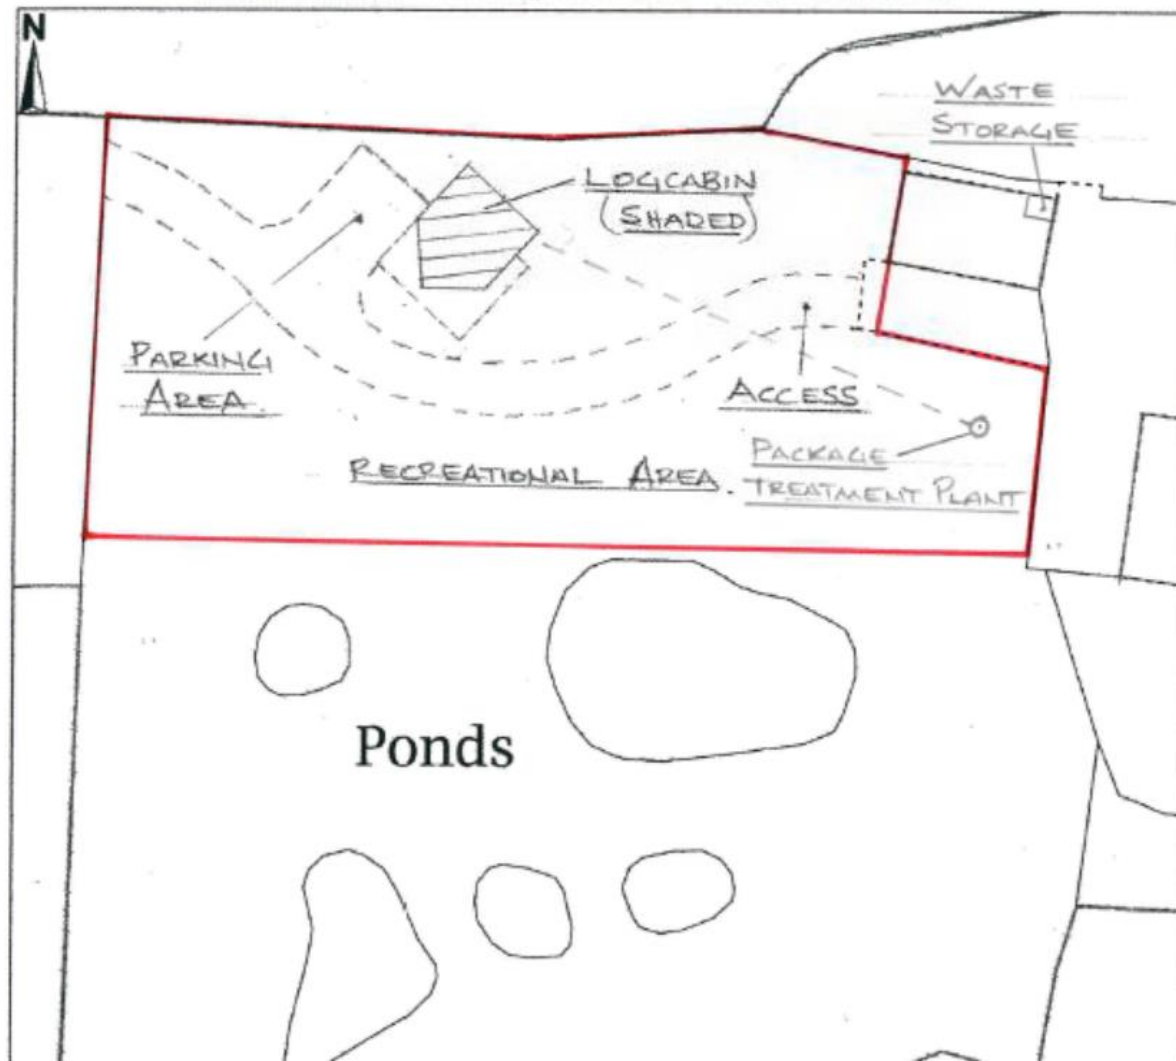 N
WASTE
STORAGE
LOGCABIN
(SHADED)
PARKING
AREA.
ACCESS
PACKAGE
TREATMENT PLANT
RECREATIONAL AREA.
Ponds